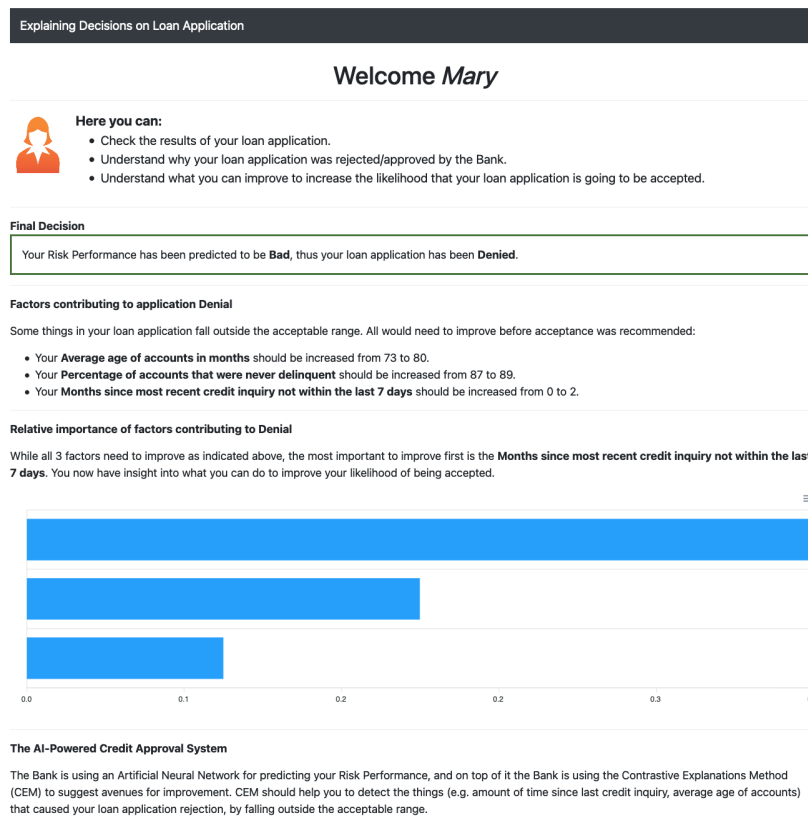 Explaining Decisions on Loan Application
Welcome Mary
Here you can:
• Check the results of your loan application.
• Understand why your loan application was rejected/approved by the Bank.
• Understand what you can improve to increase the likelihood that your loan application is going to be accepted.
Final Decision
Your Risk Performance has been predicted to be Bad, thus your loan application has been Denied.
Factors contributing to application Denial
Some things in your loan application fall outside the acceptable range. All would need to improve before acceptance was recommended:
• Your Average age of accounts in months should be increased from 73 to 80.
• Your Percentage of accounts that were never delinquent should be increased from 87 to 89.
• Your Months since most recent credit inquiry not within the last 7 days should be increased from 0 to 2.
Relative importance of factors contributing to Denial
While all 3 factors need to improve as indicated above, the most important to improve first is the Months since most recent credit inquiry not within the last
7 days. You now have insight into what you can do to improve your likelihood of being accepted.
0.0 0.1 0.2 0.2 0.3
The AI-Powered Credit Approval System
The Bank is using an Artificial Neural Network for predicting your Risk Performance, and on top of it the Bank is using the Contrastive Explanations Method
(CEM) to suggest avenues for improvement. CEM should help you to detect the things (e.g. amount of time since last credit inquiry, average age of accounts)
that caused your loan application rejection, by falling outside the acceptable range.